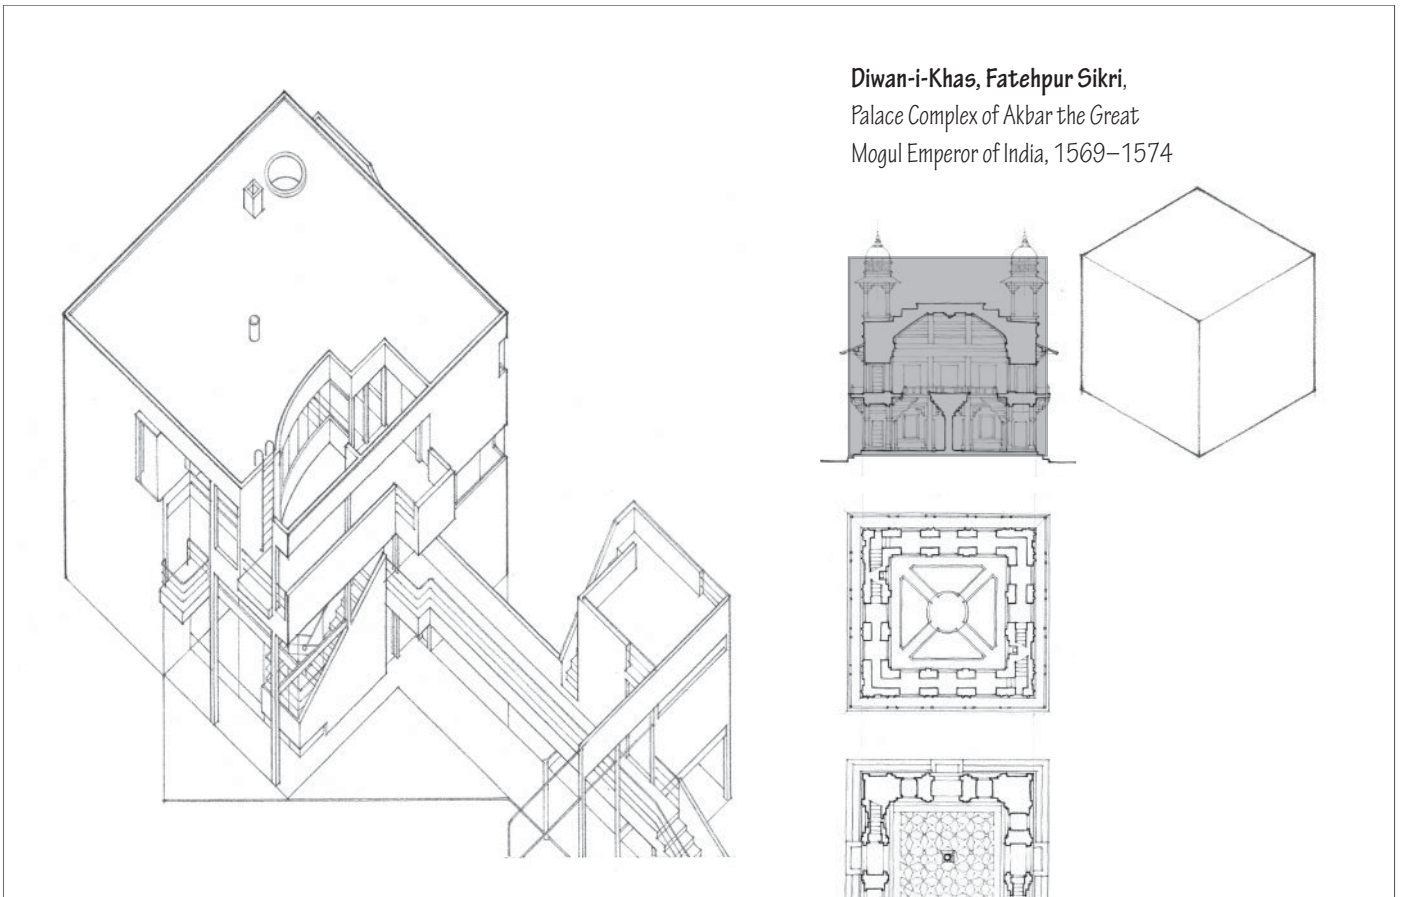 Diwan-i-Khas, Fatehpur Sikri,
Palace Complex of Akbar the Great
Mogul Emperor of India, 1569–1574